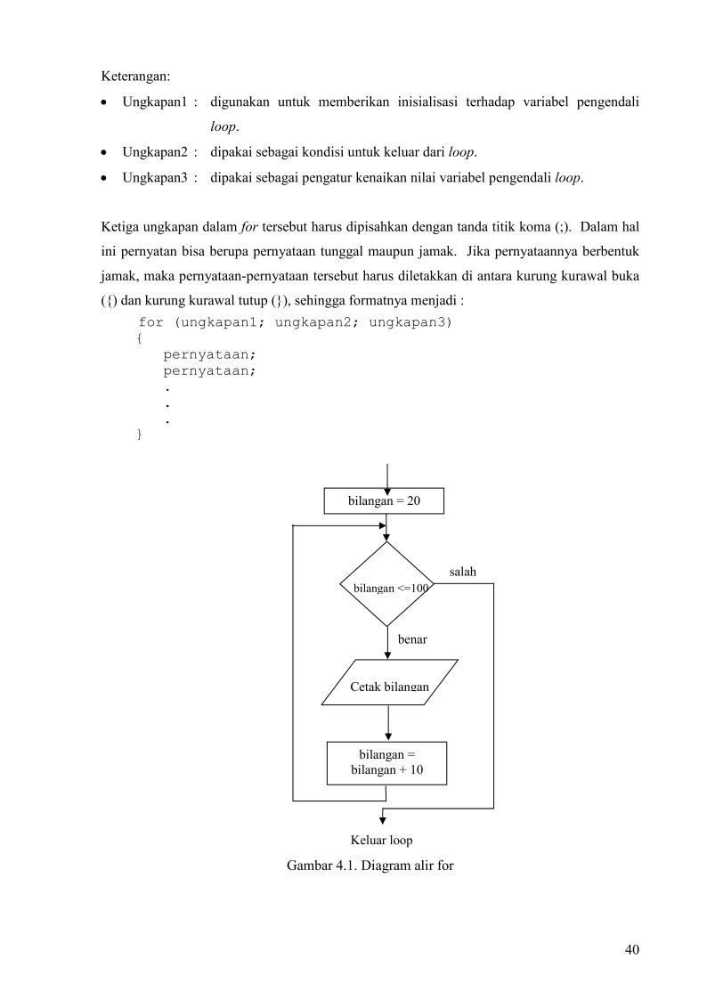 Keterangan:
• Ungkapan1 : digunakan untuk memberikan inisialisasi terhadap variabel pengendali
loop.
• Ungkapan2 : dipakai sebagai kondisi untuk keluar dari loop.
• Ungkapan3 : dipakai sebagai pengatur kenaikan nilai variabel pengendali loop.
Ketiga ungkapan dalam for tersebut harus dipisahkan dengan tanda titik koma (;). Dalam hal
ini pernyatan bisa berupa pernyataan tunggal maupun jamak. Jika pernyataannya berbentuk
jamak, maka pernyataan-pernyataan tersebut harus diletakkan di antara kurung kurawal buka
({) dan kurung kurawal tutup (}), sehingga formatnya menjadi :
for (ungkapan1; ungkapan2; ungkapan3)
{
pernyataan;
pernyataan;
.
.
.
}
bilangan = 20
salah
bilangan <=100
benar
Cetak bilangan
bilangan =
bilangan + 10
Keluar loop
Gambar 4.1. Diagram alir for
40